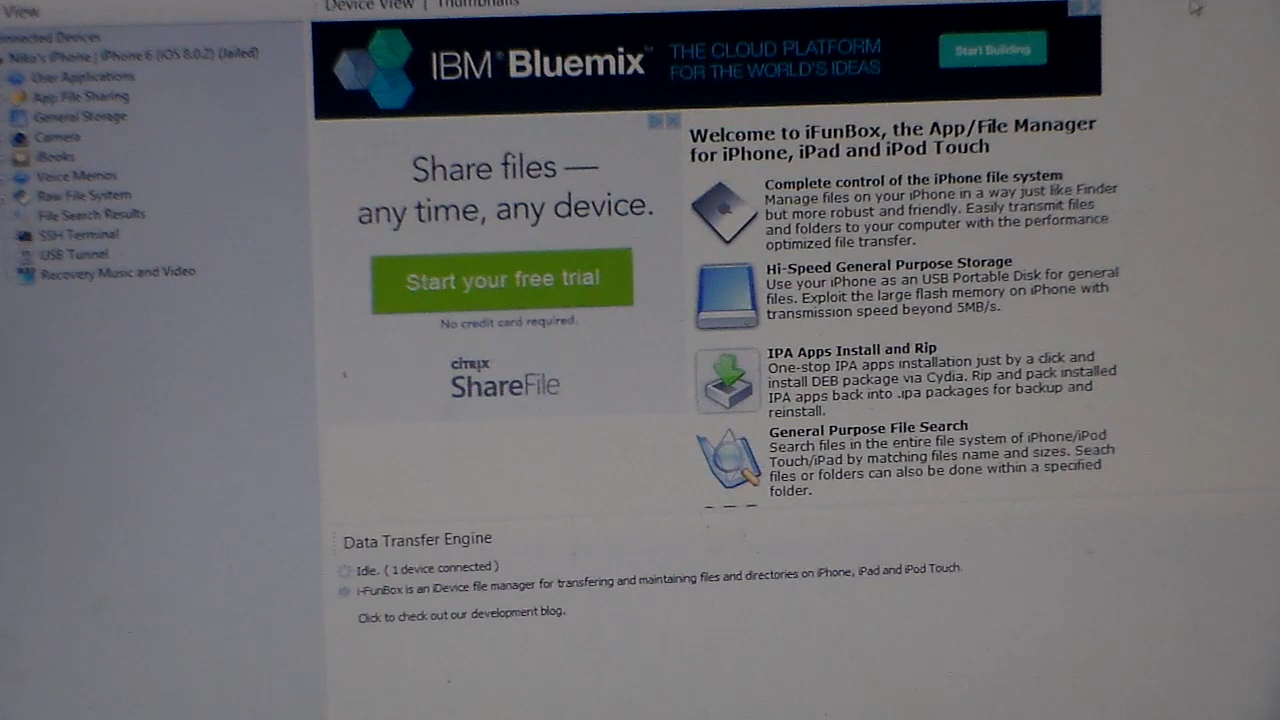 View
Device View | Thumbnails
Connected Devices
Nika's iPhone | iPhone 6 (iOS 8.0.2) (Jailed)
User Applications
App File Sharing
General Storage
Camera
iBooks
Voice Memos
Raw File System
File Search Results
SSH Terminal
USB Tunnel
Recovery Music and Video
IBM® Bluemix™
THE CLOUD PLATFORM
FOR THE WORLD'S IDEAS
Start Building
Share files —
any time, any device.
Start your free trial
No credit card required.
CİTRIX
ShareFile
Welcome to iFunBox, the App/File Manager
for iPhone, iPad and iPod Touch
Complete control of the iPhone file system
Manage files on your iPhone in a way just like Finder
but more robust and friendly. Easily transmit files
and folders to your computer with the performance
optimized file transfer.
Hi-Speed General Purpose Storage
Use your iPhone as an USB Portable Disk for general
files. Exploit the large flash memory on iPhone with
transmission speed beyond 5MB/s.
IPA Apps Install and Rip
One-stop IPA apps installation just by a click and
install DEB package via Cydia. Rip and pack installed
IPA apps back into .ipa packages for backup and
reinstall.
General Purpose File Search
Search files in the entire file system of iPhone/iPod
Touch/iPad by matching files name and sizes. Seach
files or folders can also be done within a specified
folder.
Data Transfer Engine
Idle. ( 1 device connected )
i-FunBox is an iDevice file manager for transfering and maintaining files and directories on iPhone, iPad and iPod Touch.
Click to check out our development blog.